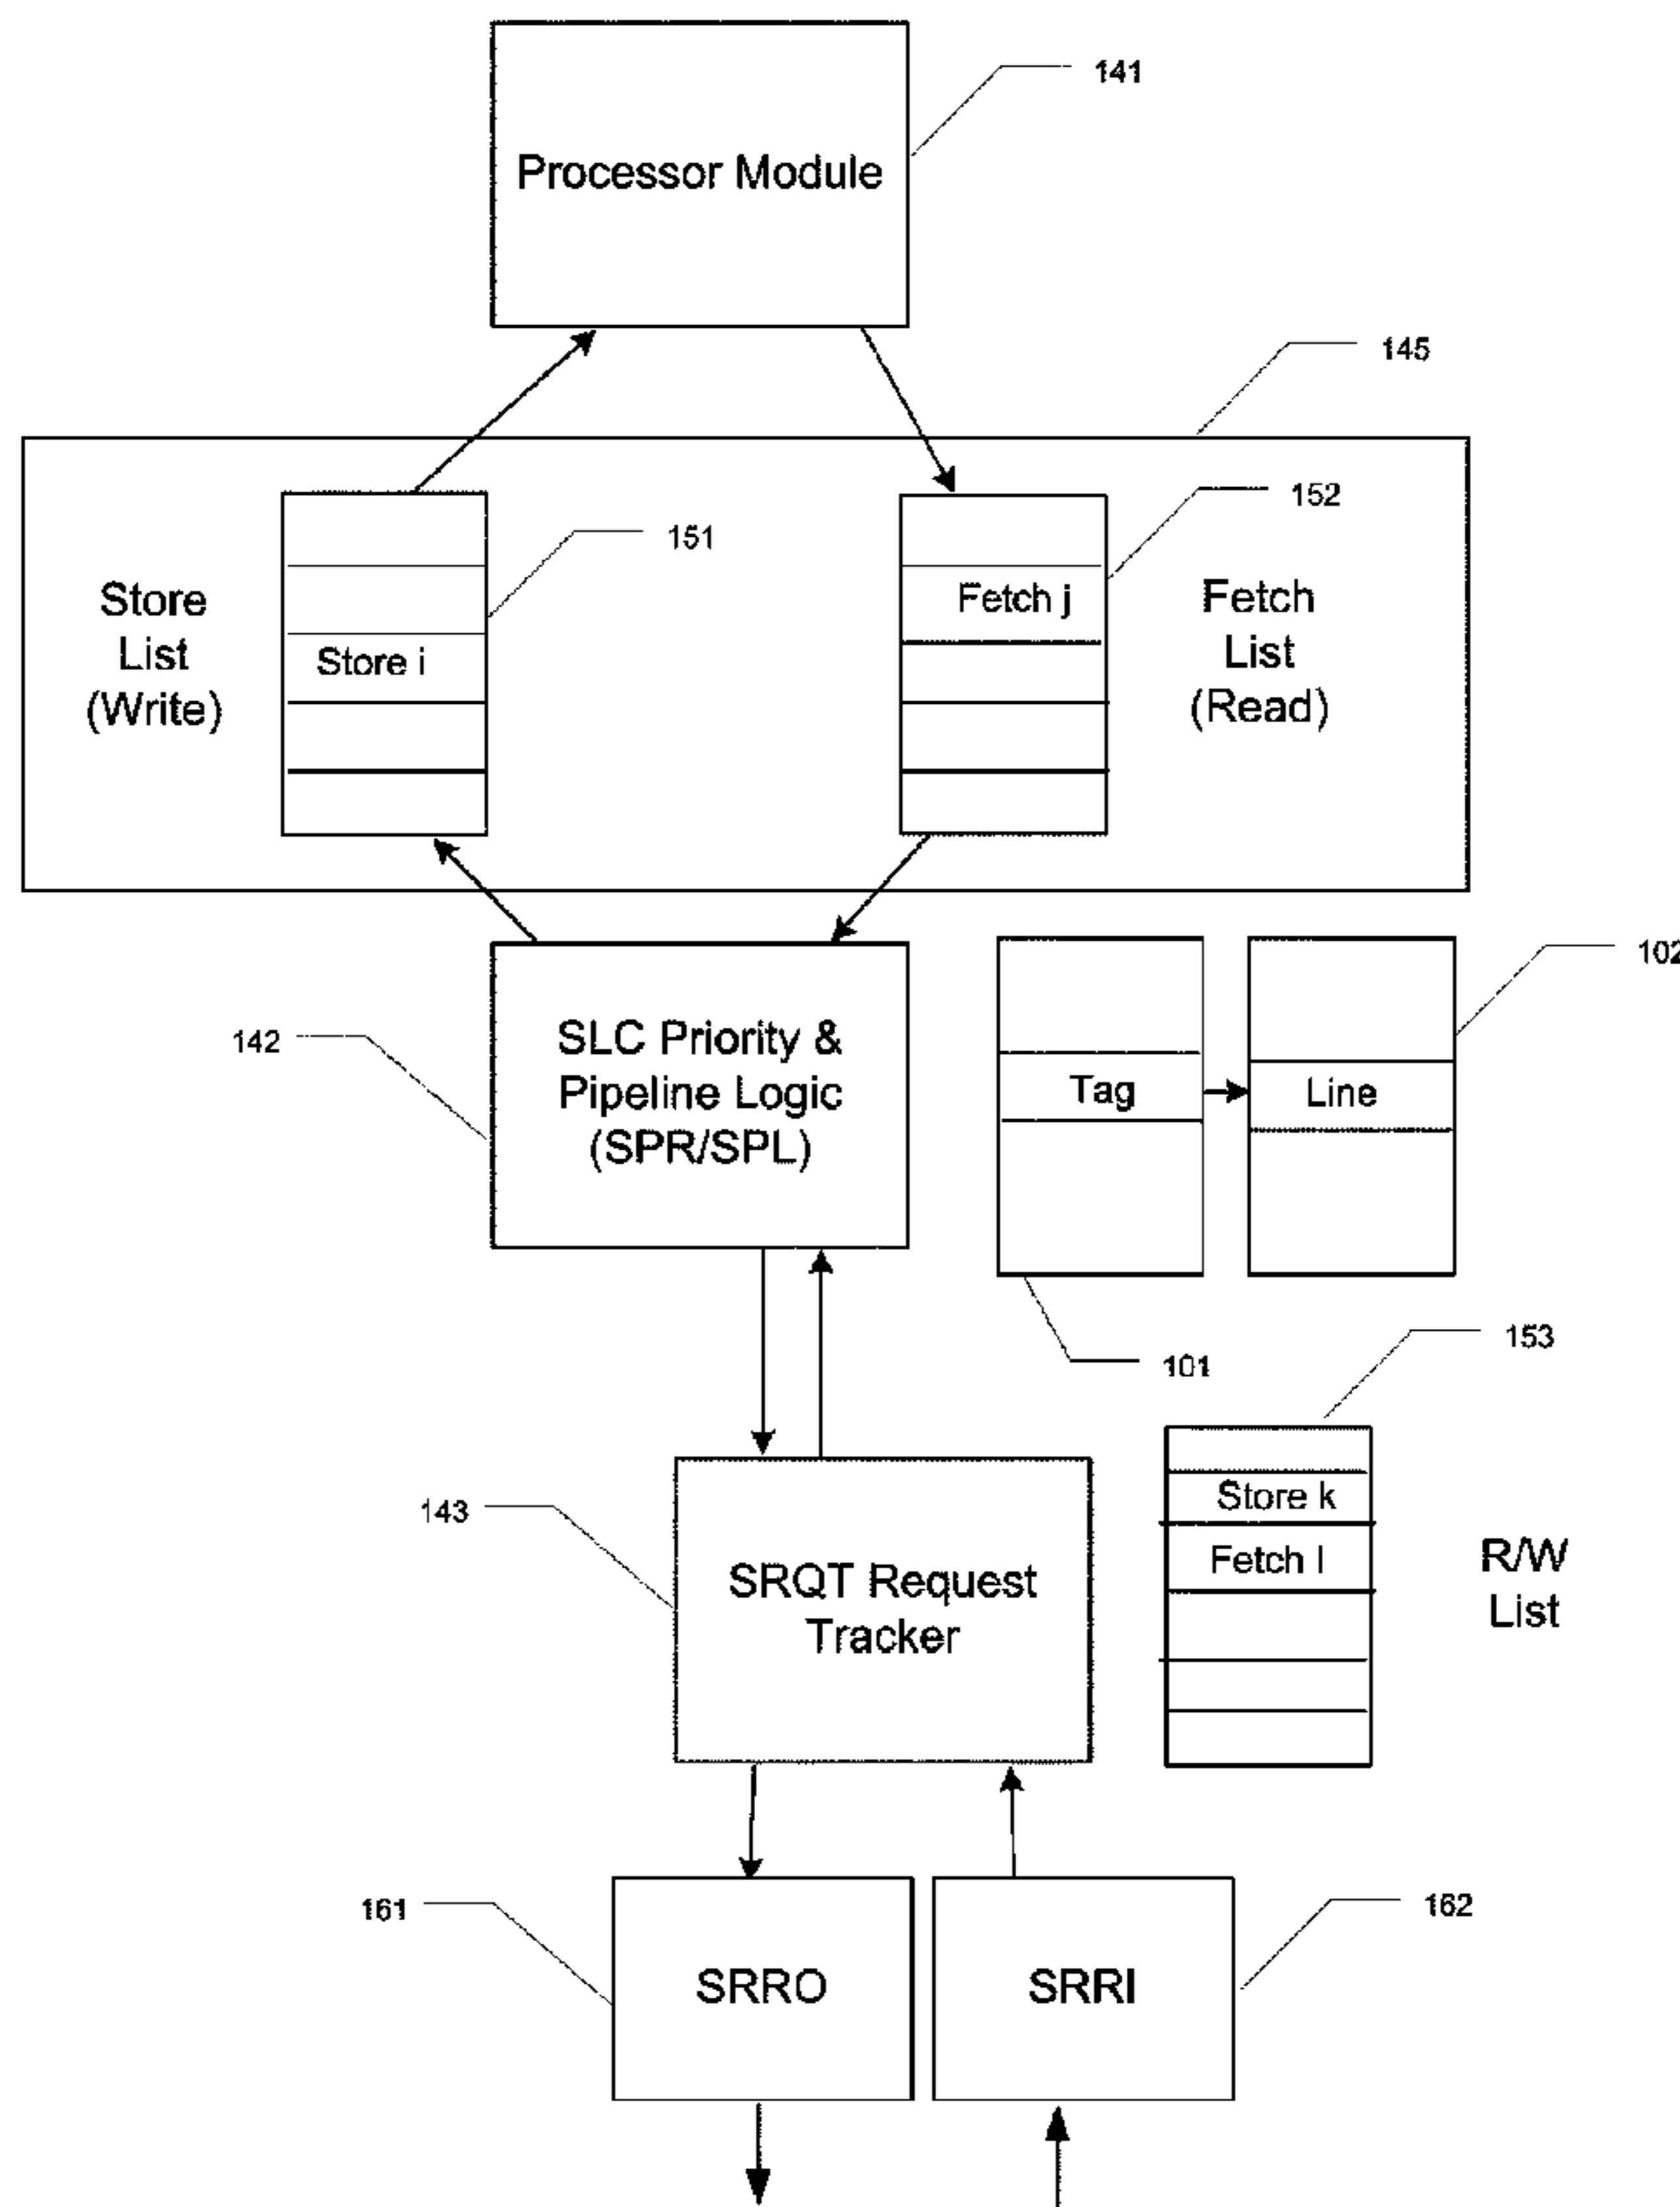 141
Processor Module
145
152
151
Store
List
(Write)
Store i
Fetch j
Fetch
List
(Read)
102
142
SLC Priority &
Pipeline Logic
(SPR/SPL)
Tag
Line
101
153
143
SRQT Request
Tracker
Store k
Fetch l
R/W
List
161
SRRO
SRRI
162